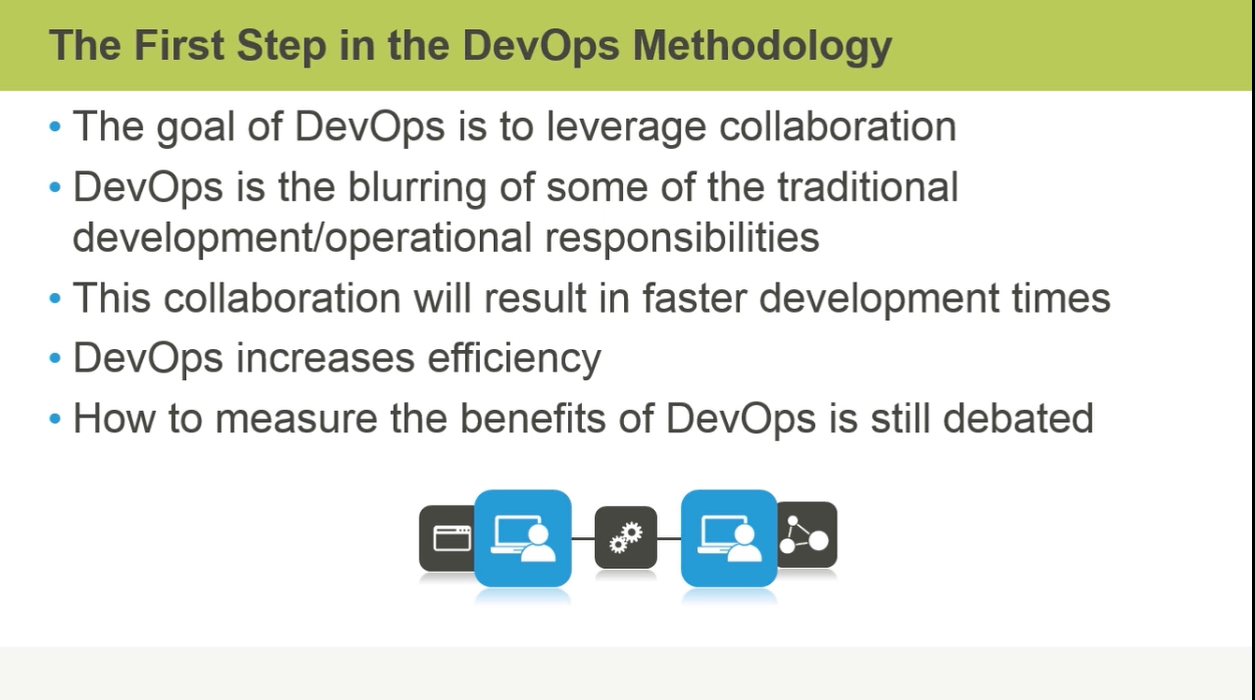 The First Step in the DevOps Methodology
• The goal of DevOps is to leverage collaboration
• DevOps is the blurring of some of the traditional
development/operational responsibilities
• This collaboration will result in faster development times
• DevOps increases efficiency
• How to measure the benefits of DevOps is still debated